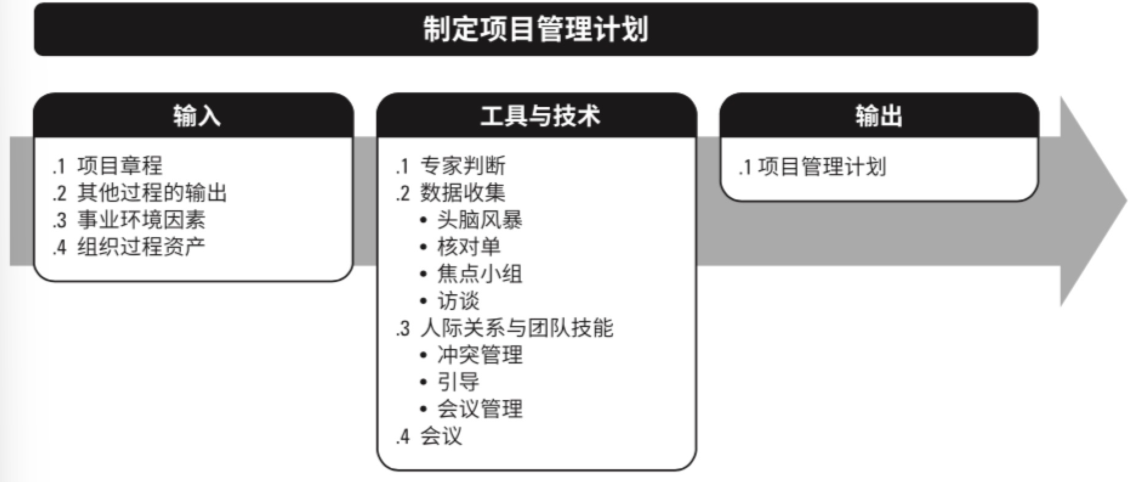 制定项目管理计划
输入
.1 项目章程
.2 其他过程的输出
.3 事业环境因素
.4 组织过程资产
工具与技术
.1 专家判断
.2 数据收集
• 头脑风暴
• 核对单
• 焦点小组
• 访谈
.3 人际关系与团队技能
• 冲突管理
• 引导
• 会议管理
.4 会议
输出
.1 项目管理计划